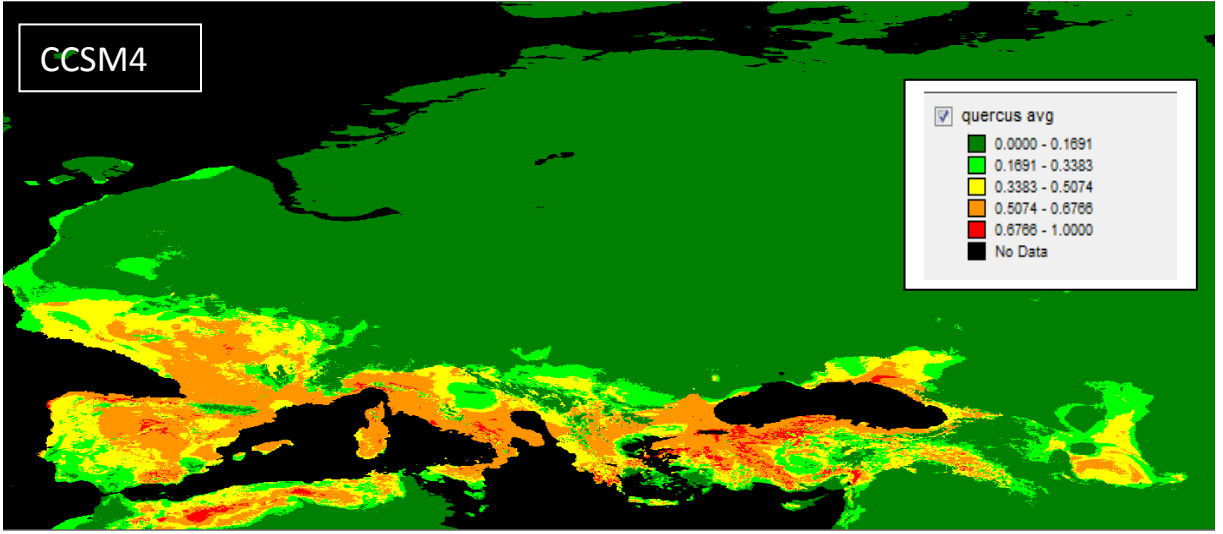 CCSM4
quercus avg
0.0000 - 0.1691
0.1691 - 0.3383
0.3383 - 0.5074
0.5074 - 0.6766
0.6766 - 1.0000
No Data